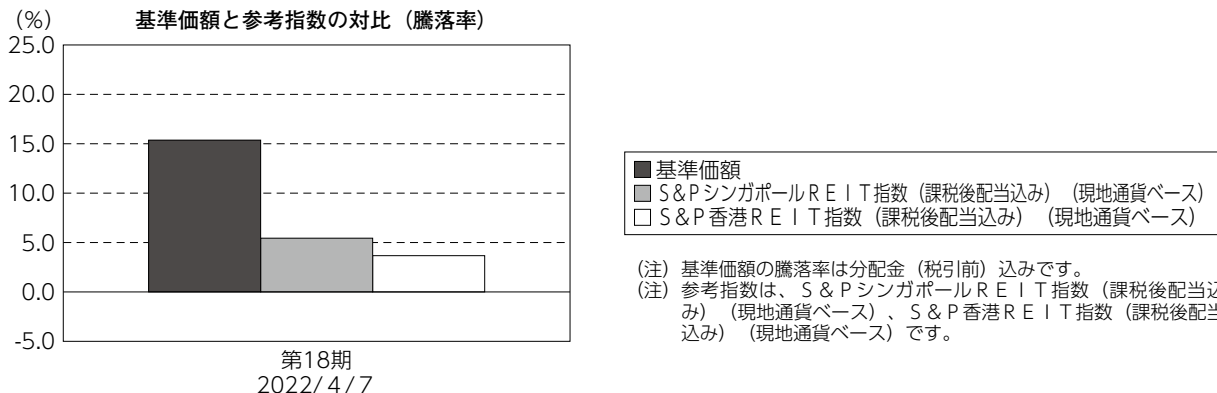 (％)
基準価額と参考指数の対比（騰落率）
25.0
20.0
15.0
10.0
5.0
0.0
-5.0
第18期
2022/4/7
■基準価額
■S&PシンガポールＲＥＩＴ指数（課税後配当込み）（現地通貨ベース）
□S&P香港ＲＥＩＴ指数（課税後配当込み）（現地通貨ベース）
（注）基準価額の騰落率は分配金（税引前）込みです。
（注）参考指数は、Ｓ＆ＰシンガポールＲＥＩＴ指数（課税後配当込
み）（現地通貨ベース）、Ｓ＆Ｐ香港ＲＥＩＴ指数（課税後配当
込み）（現地通貨ベース）です。